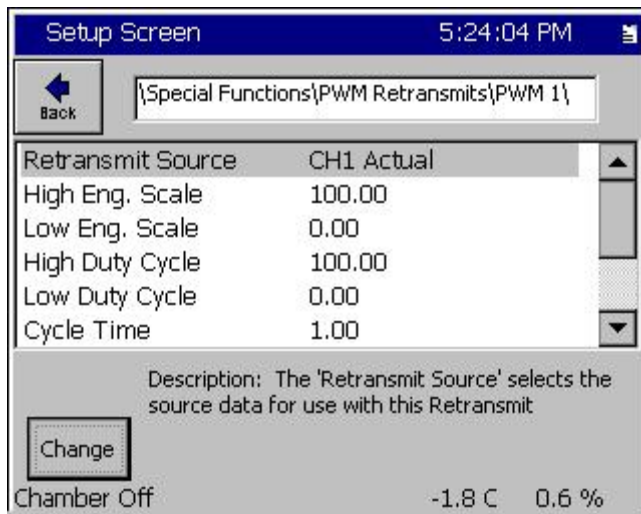 Setup Screen 5:24:04 PM
Back
\Special Functions\PWM Retransmits\PWM 1\
Retransmit Source CH1 Actual
High Eng. Scale 100.00
Low Eng. Scale 0.00
High Duty Cycle 100.00
Low Duty Cycle 0.00
Cycle Time 1.00
Description: The 'Retransmit Source' selects the
source data for use with this Retransmit
Change
Chamber Off -1.8 C 0.6 %